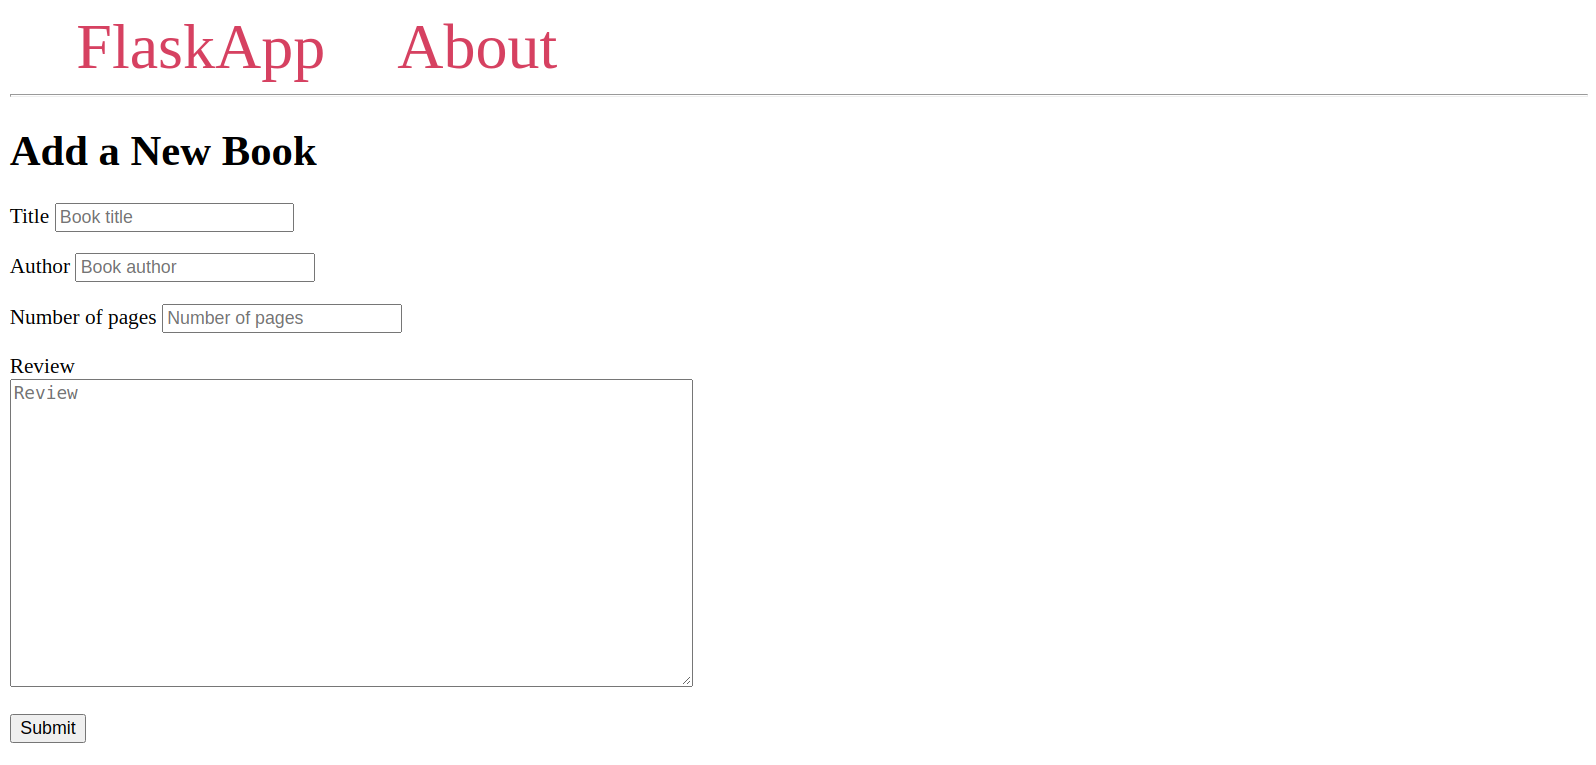 FlaskApp About
Add a New Book
Title Book title
Author Book author
Number of pages Number of pages
Review
Review
Submit